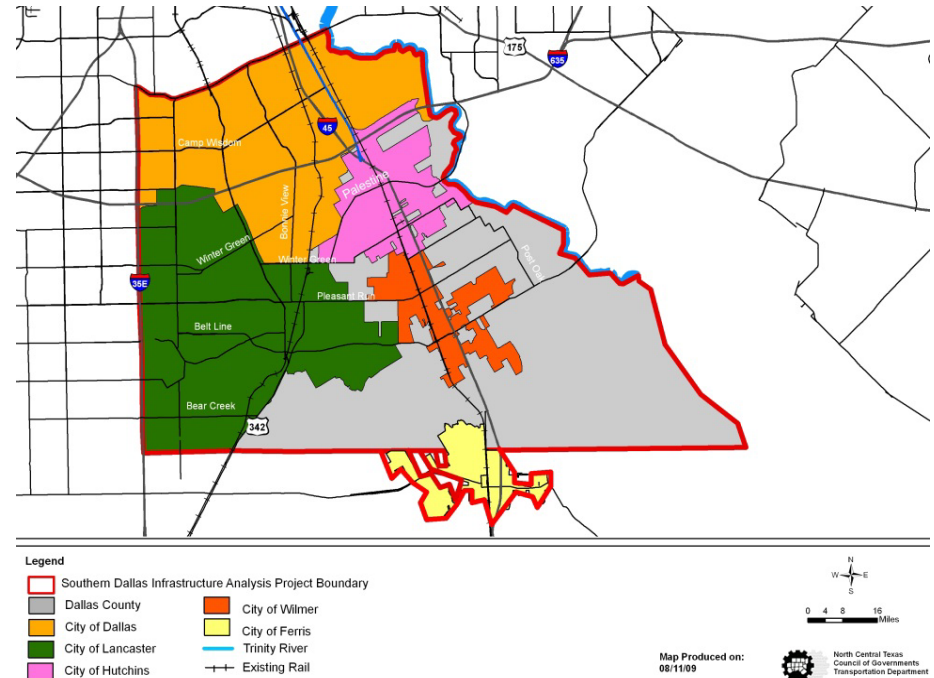 175
635
45
Camp Wisdom
Palestine
Bonnie View
Winter Green
Winter Green
Post Oak
35E
Pleasant Run
Belt Line
Bear Creek
342
Legend
Southern Dallas Infrastructure Analysis Project Boundary
Dallas County
City of Dallas
City of Lancaster
City of Hutchins
City of Wilmer
City of Ferris
Trinity River
Existing Rail
N
W E
S
0 4 8 16
Miles
Map Produced on:
08/11/09
North Central Texas
Council of Governments
Transportation Department